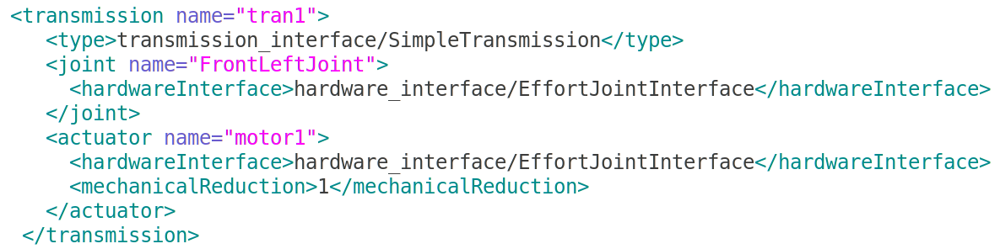 <transmission name="tran1">
<type>transmission_interface/SimpleTransmission</type>
<joint name="FrontLeftJoint">
<hardwareInterface>hardware_interface/EffortJointInterface</hardwareInterface>
</joint>
<actuator name="motor1">
<hardwareInterface>hardware_interface/EffortJointInterface</hardwareInterface>
<mechanicalReduction>1</mechanicalReduction>
</actuator>
</transmission>